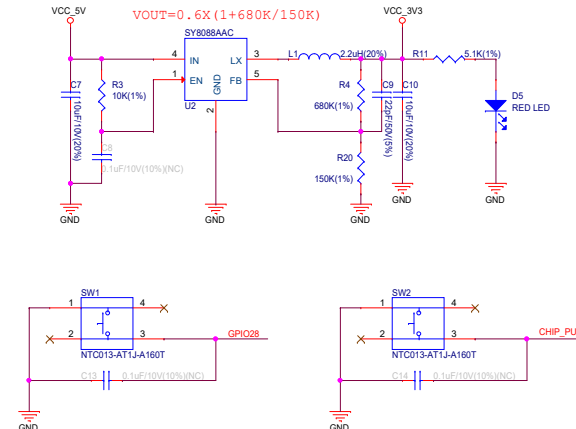 VCC_5V
VOUT=0.6X(1+680K/150K)
VCC_3V3
SY8088AAC
4
IN
LX
3
L1
2.2uH(20%)
R11
5.1K(1%)
1
EN
FB
5
GND
U2
2
C7
10uF/10V(20%)
R3
10K(1%)
C8
0.1uF/10V(10%)(NC)
R4
680K(1%)
C9
22pF/50V(5%)
C10
10uF/10V(20%)
D5
RED LED
R20
150K(1%)
GND
GND
GND
GND
GND
SW1
1
4
2
3
NTC013-AT1J-A160T
GPIO28
C13
0.1uF/10V(10%)(NC)
GND
SW2
1
4
2
3
NTC013-AT1J-A160T
CHIP_PU
C14
0.1uF/10V(10%)(NC)
GND